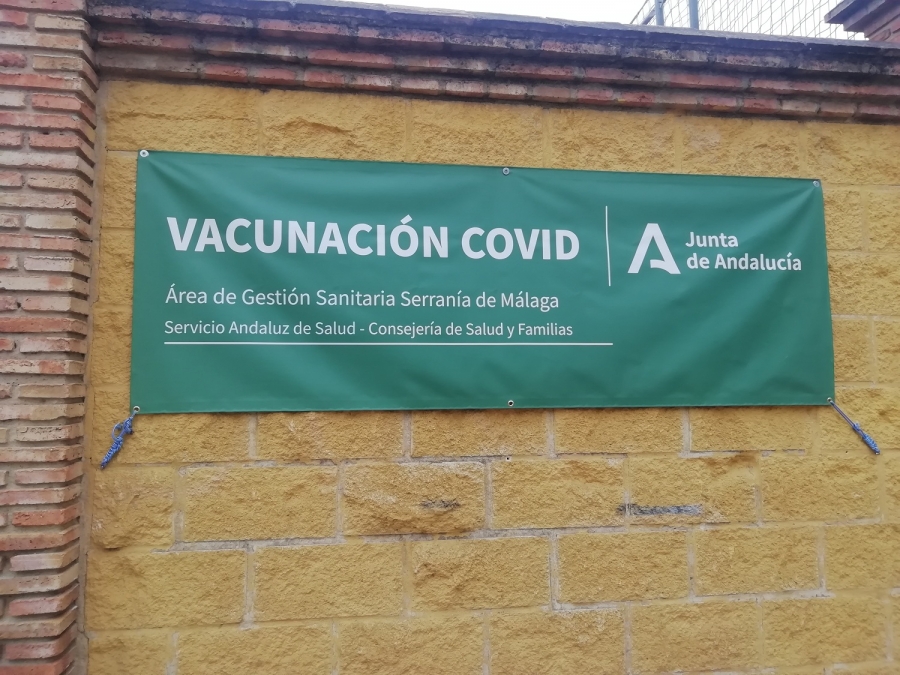 VACUNACIÓN COVID
Área de Gestión Sanitaria Serranía de Málaga
Servicio Andaluz de Salud - Consejería de Salud y Familias
Junta
de Andalucía